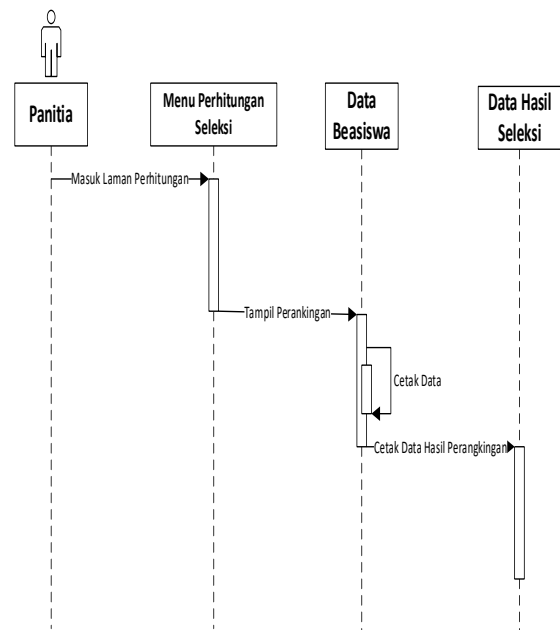 Panitia
Menu Perhitungan
Seleksi
Data
Beasiswa
Data Hasil
Seleksi
Masuk Laman Perhitungan
Tampil Perankingan
Cetak Data
Cetak Data Hasil Perangkingan